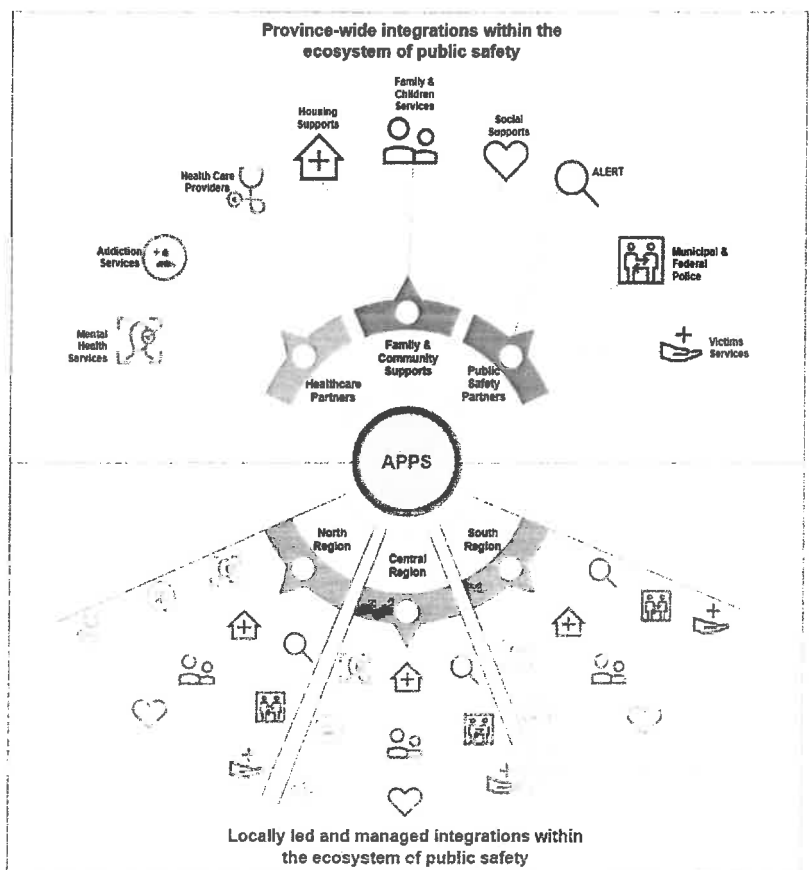 Province-wide integrations within the
ecosystem of public safety
Family &
Children
Services
Housing
Supports
Social
Supports
Health Care
Providers
ALERT
Addiction
Services
Municipal &
Federal
Police
Mental
Health
Services
Victims
Services
Healthcare
Partners
Family &
Community
Supports
Public
Safety
Partners
APPS
North
Region
Central
Region
South
Region
Locally led and managed integrations within
the ecosystem of public safety